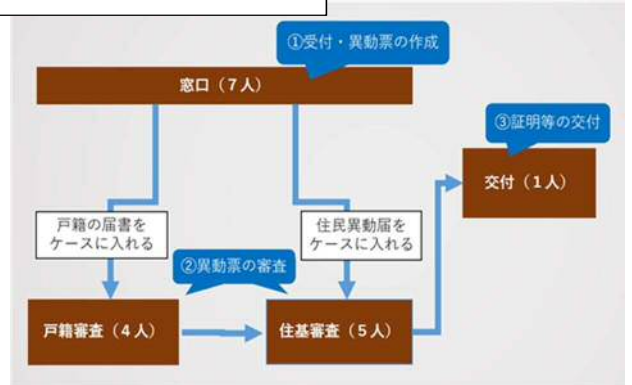 ①受付・異動票の作成
窓口（7人）
③証明等の交付
交付（1人）
戸籍の届書を
ケースに入れる
住民異動届を
ケースに入れる
②異動票の審査
戸籍審査（4人）
住基審査（5人）